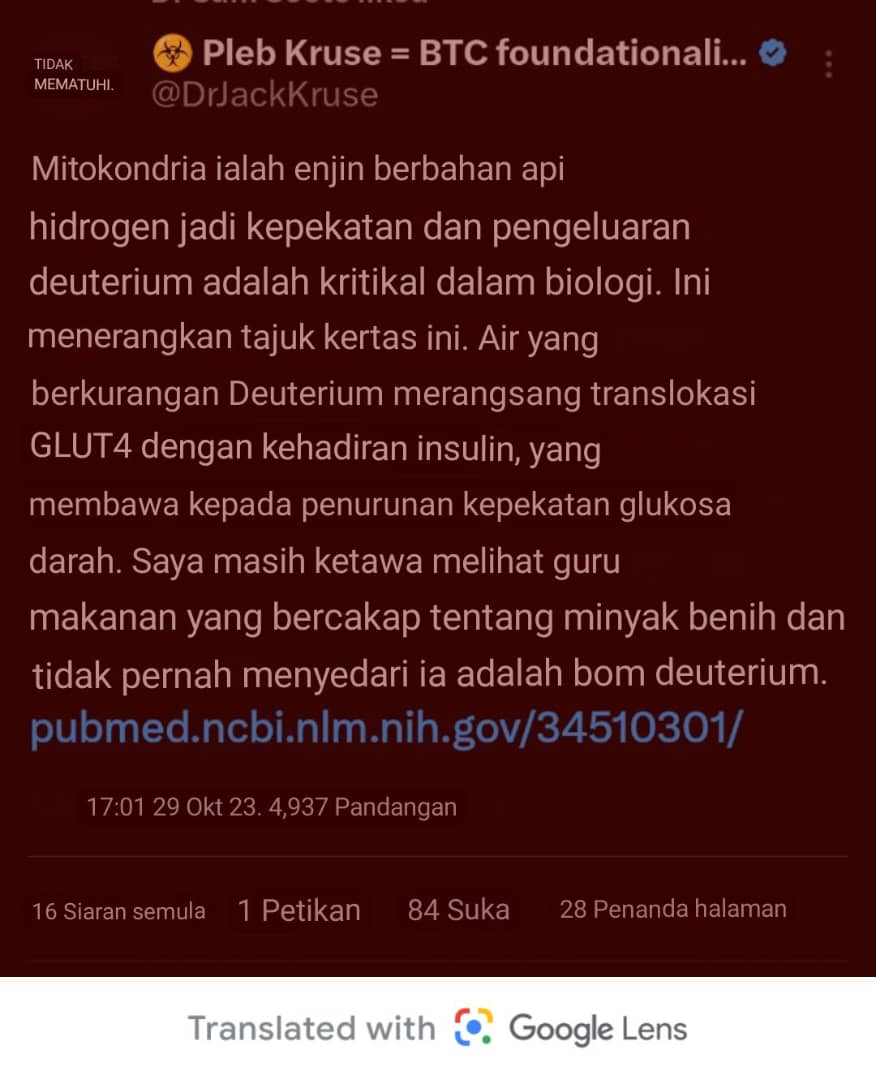 TIDAK
MEMATUHI.
Pleb Kruse = BTC foundationali...
@DrJackKruse
Mitokondria ialah enjin berbahan api
hidrogen jadi kepekatan dan pengeluaran
deuterium adalah kritikal dalam biologi. Ini
menerangkan tajuk kertas ini. Air yang
berkurangan Deuterium merangsang translokasi
GLUT4 dengan kehadiran insulin, yang
membawa kepada penurunan kepekatan glukosa
darah. Saya masih ketawa melihat guru
makanan yang bercakap tentang minyak benih dan
tidak pernah menyedari ia adalah bom deuterium.
pubmed.ncbi.nlm.nih.gov/34510301/
17:01 29 Okt 23. 4,937 Pandangan
16 Siaran semula 1 Petikan 84 Suka 28 Penanda halaman
Translated with Google Lens